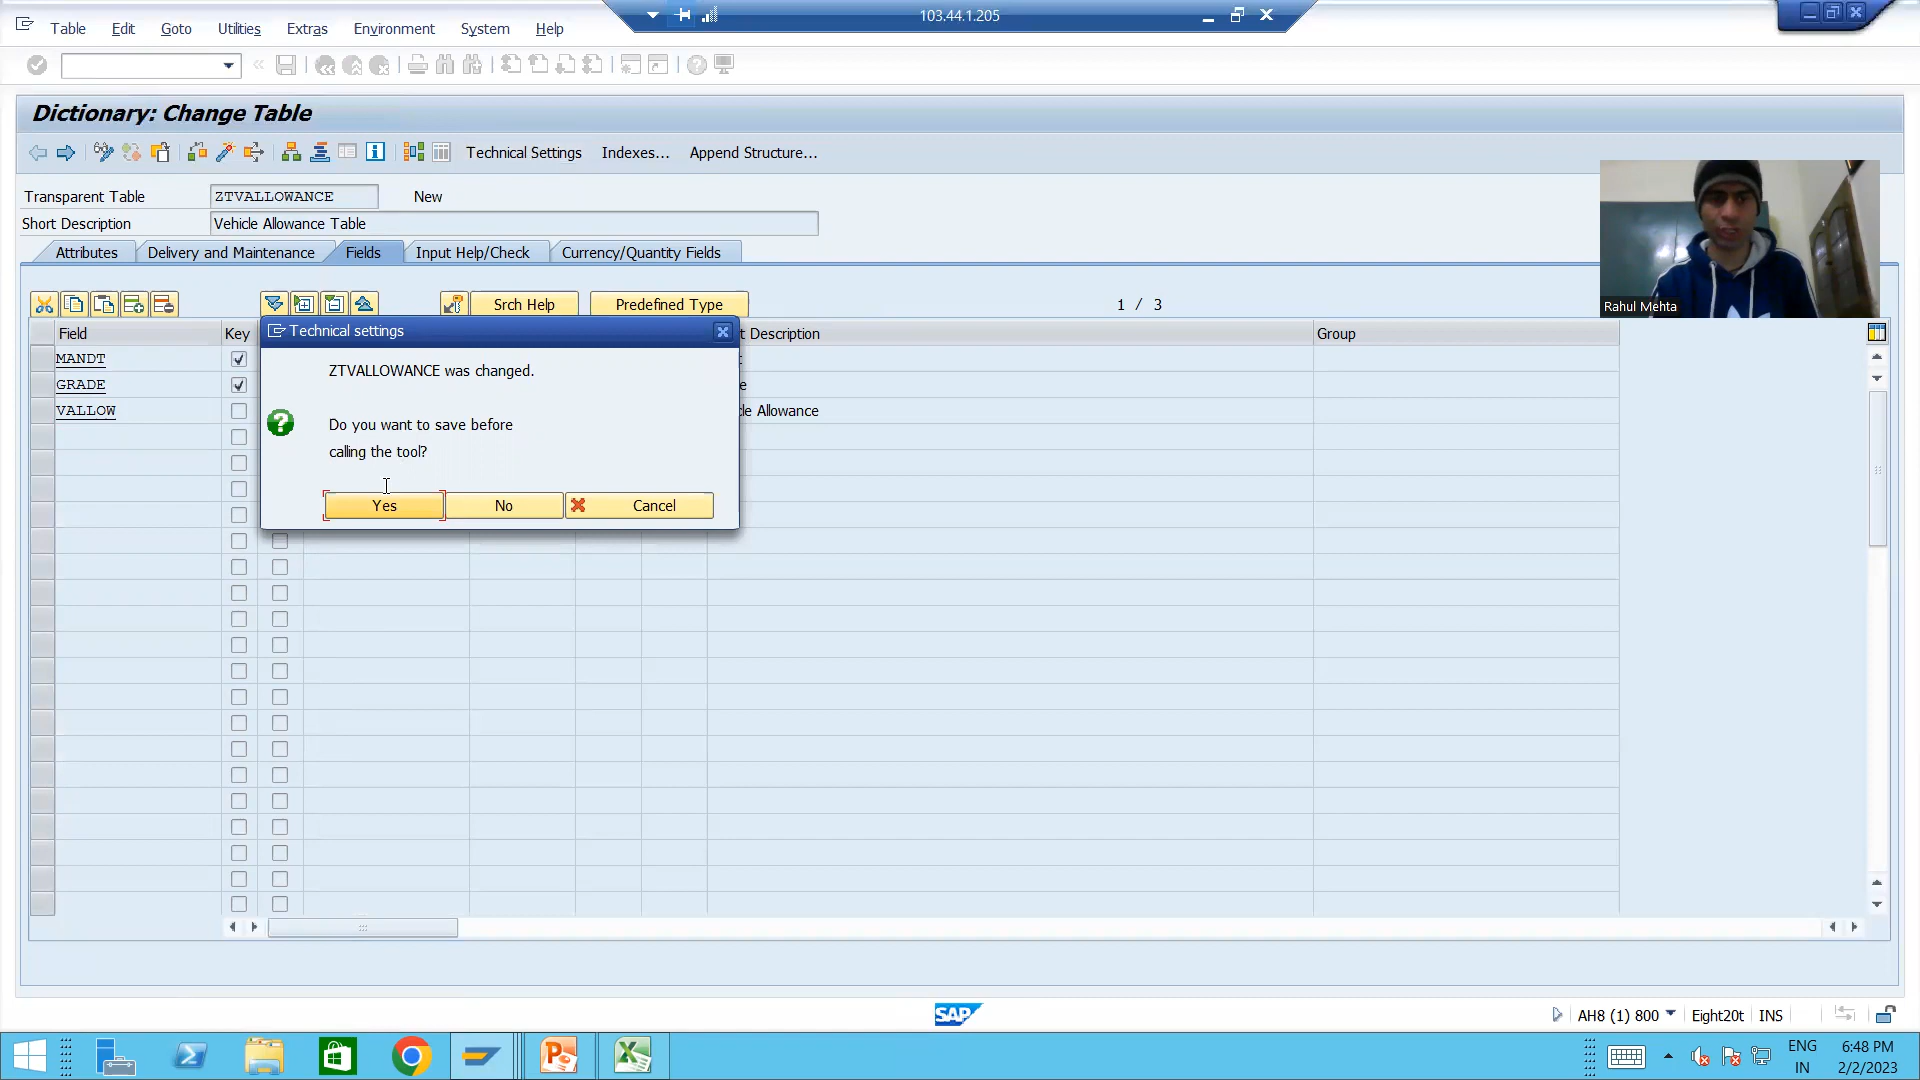 103.44.1.205
Table Edit Goto Utilities Extras Environment System Help
Dictionary: Change Table
Technical Settings Indexes... Append Structure...
Transparent Table ZTVALLOWANCE New
Short Description Vehicle Allowance Table
Attributes Delivery and Maintenance Fields Input Help/Check Currency/Quantity Fields
Srch Help Predefined Type 1 / 3
Rahul Mehta
Field Key t Description Group
Technical settings
MANDT t
GRADE e
VALLOW le Allowance
ZTVALLOWANCE was changed.
Do you want to save before
calling the tool?
Yes No Cancel
SAP
AH8 (1) 800 Eight20t INS
ENG
IN
6:48 PM
2/2/2023